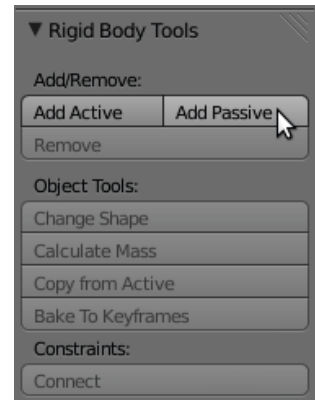 Rigid Body Tools
Add/Remove:
Add Active Add Passive
Remove
Object Tools:
Change Shape
Calculate Mass
Copy from Active
Bake To Keyframes
Constraints:
Connect